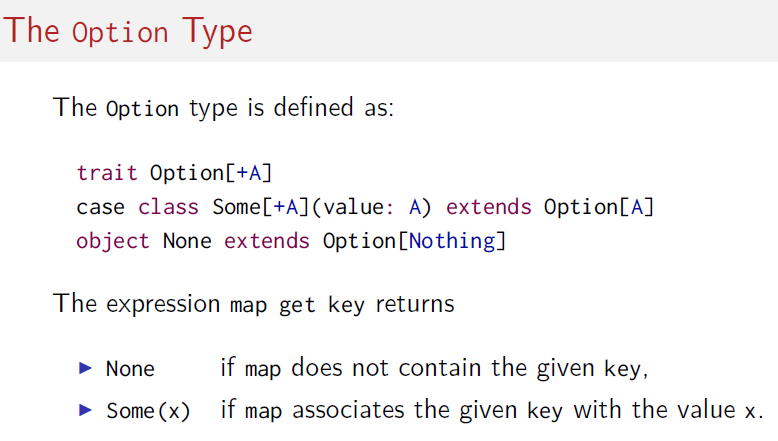 The Option Type
The Option type is defined as:
trait Option[+A]
case class Some[+A](value: A) extends Option[A]
object None extends Option[Nothing]
The expression map get key returns
► None if map does not contain the given key,
► Some(x) if map associates the given key with the value x.